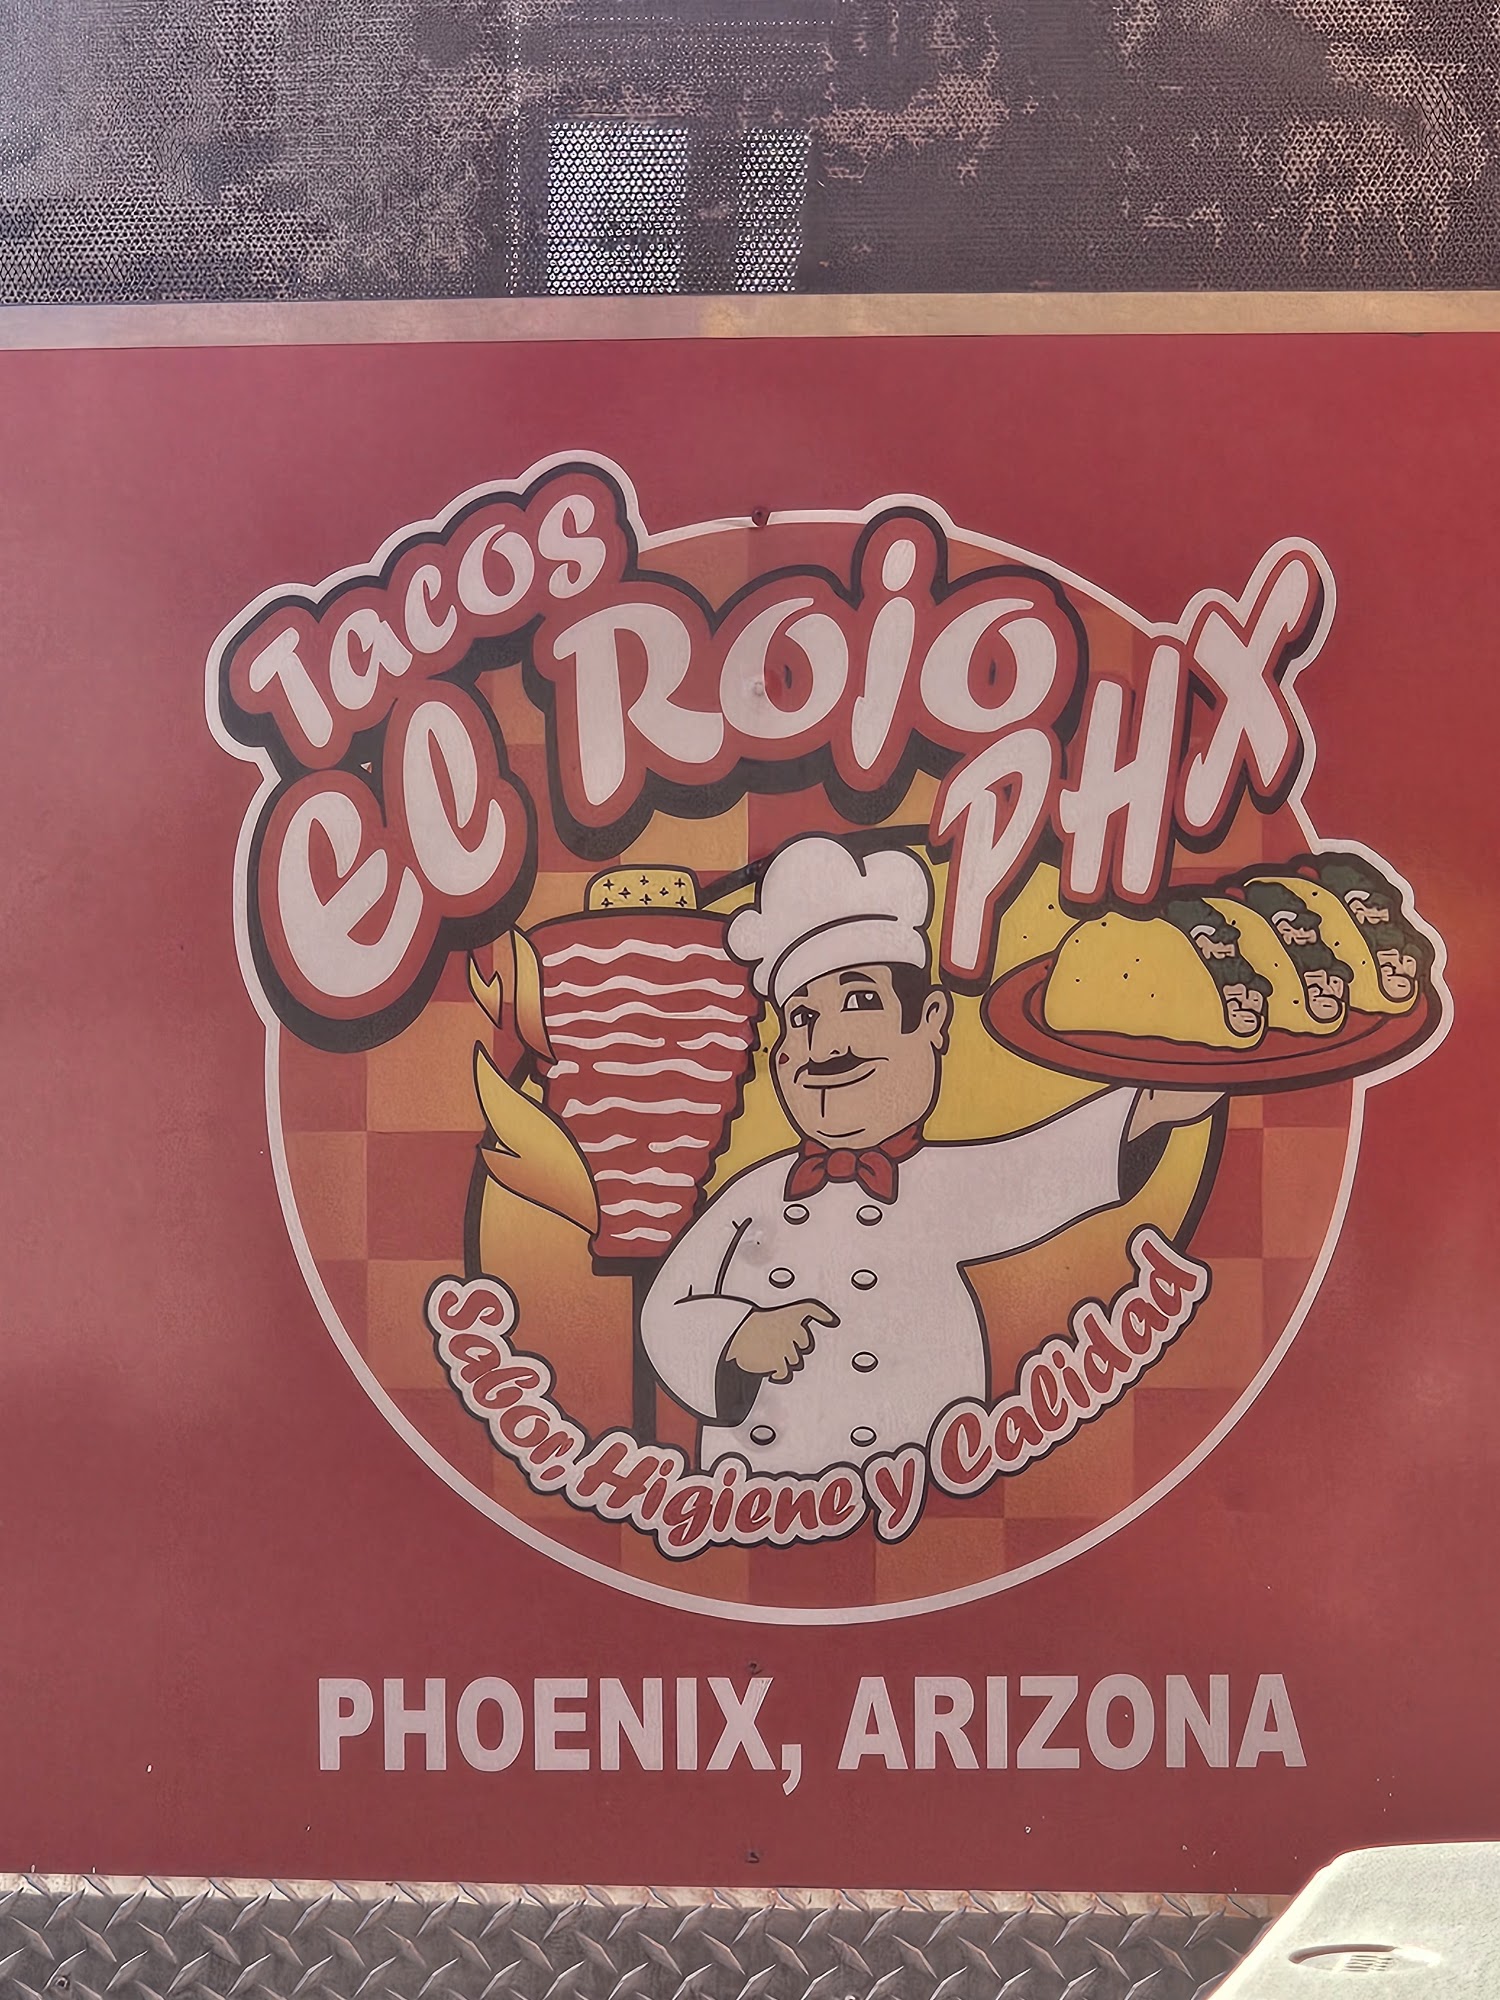 Tacos
El Rojo
PHX
Sabor, Higiene y Calidad
PHOENIX, ARIZONA